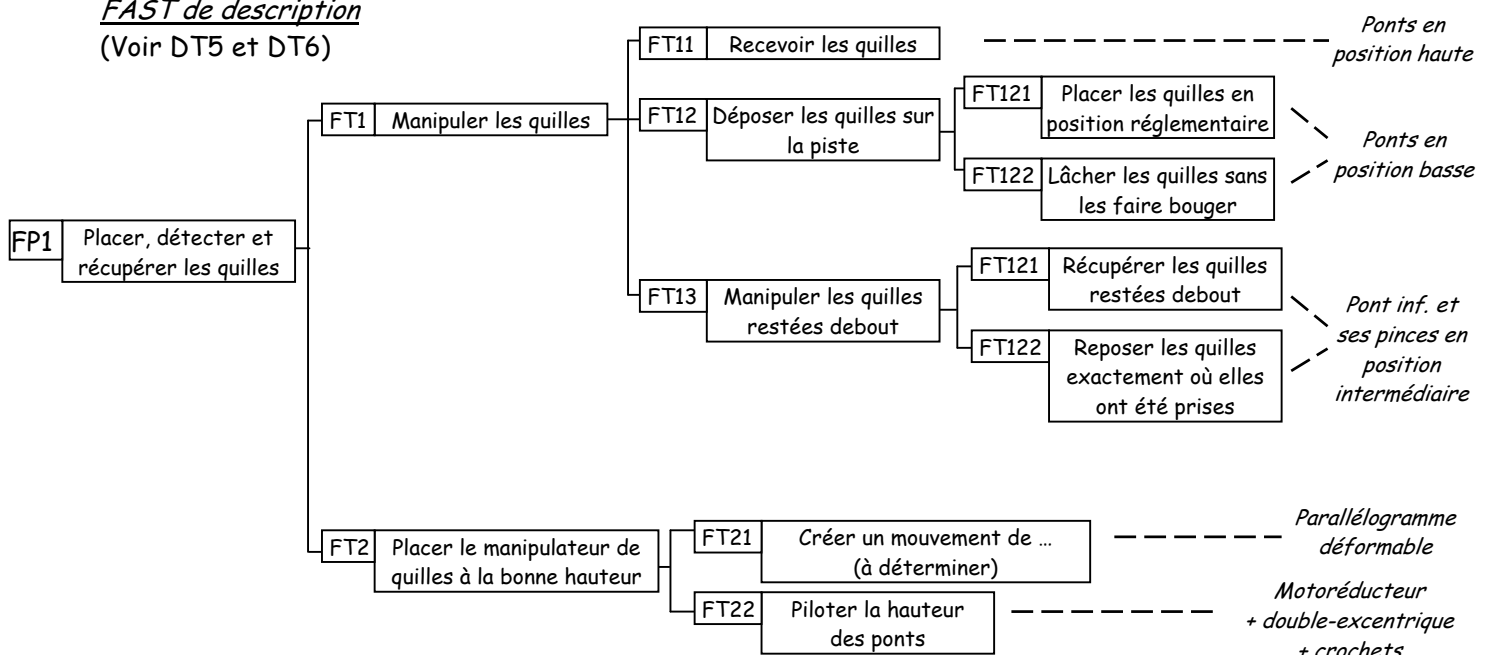 FAST de description
(Voir DT5 et DT6)
FT11 Recevoir les quilles
Ponts en
position haute
FT1 Manipuler les quilles
FT12 Déposer les quilles sur
la piste
FT121 Placer les quilles en
position réglementaire
FT122 Lâcher les quilles sans
les faire bouger
Ponts en
position basse
FP1 Placer, détecter et
récupérer les quilles
FT13 Manipuler les quilles
restées debout
FT121 Récupérer les quilles
restées debout
FT122 Reposer les quilles
exactement où elles
ont été prises
Pont inf. et
ses pinces en
position
intermédiaire
FT2 Placer le manipulateur de
quilles à la bonne hauteur
FT21 Créer un mouvement de …
(à déterminer)
Parallélogramme
déformable
FT22 Piloter la hauteur
des ponts
Motoréducteur
+ double-excentrique
+ crochets